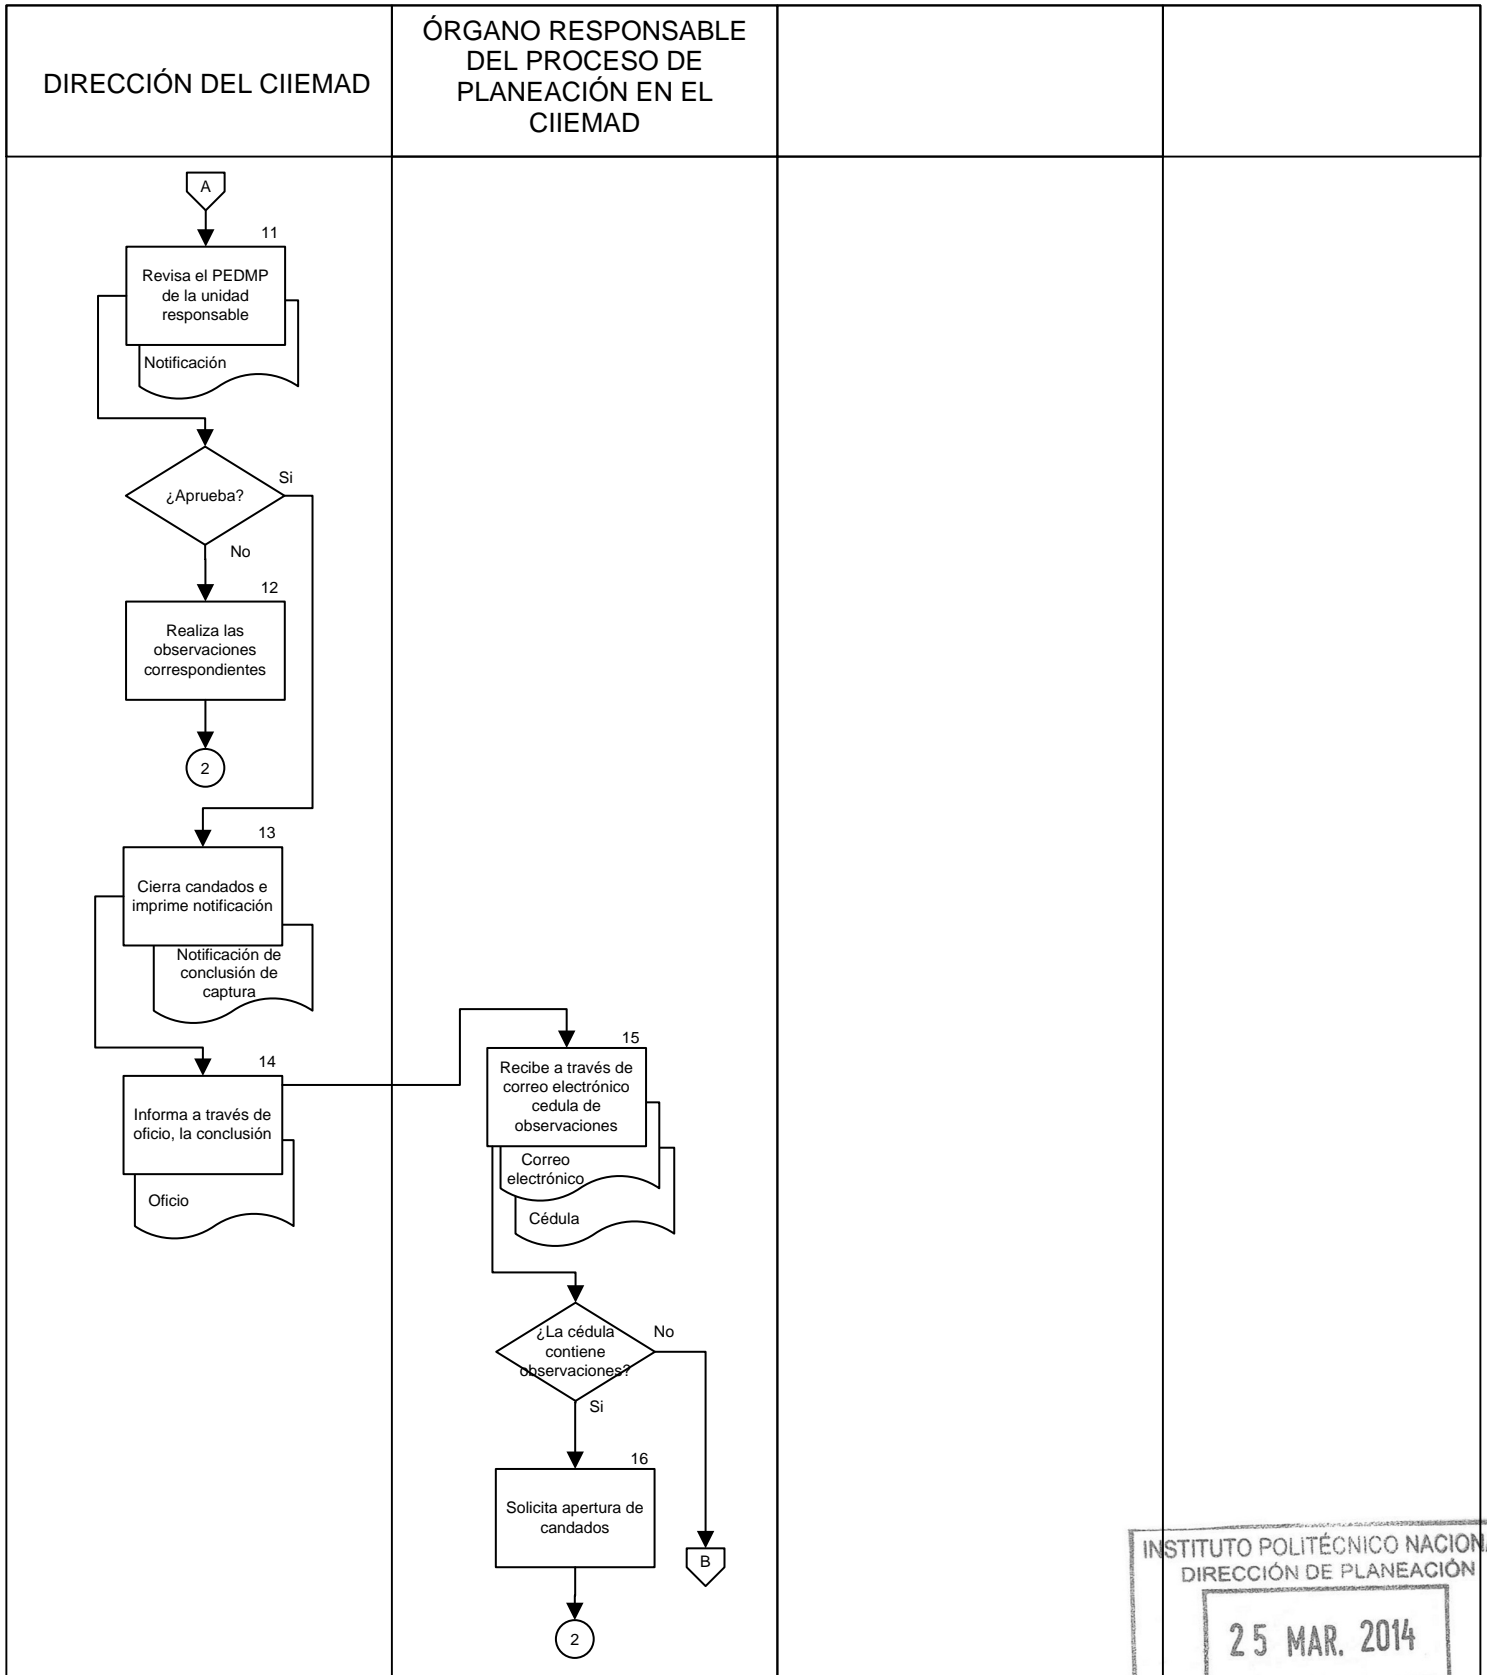 DIRECCIÓN DEL CIIEMAD
ÓRGANO RESPONSABLE
DEL PROCESO DE
PLANEACIÓN EN EL
CIIEMAD
A
11
Revisa el PEDMP
de la unidad
responsable
Notificación
¿Aprueba?
Si
No
12
Realiza las
observaciones
correspondientes
2
13
Cierra candados e
imprime notificación
Notificación de
conclusión de
captura
14
Informa a través de
oficio, la conclusión
Oficio
15
Recibe a través de
correo electrónico
cedula de
observaciones
Correo
electrónico
Cédula
¿La cédula
contiene
observaciones?
No
Si
16
Solicita apertura de
candados
B
2
INSTITUTO POLITÉCNICO NACIONA
DIRECCIÓN DE PLANEACIÓN
25 MAR. 2014